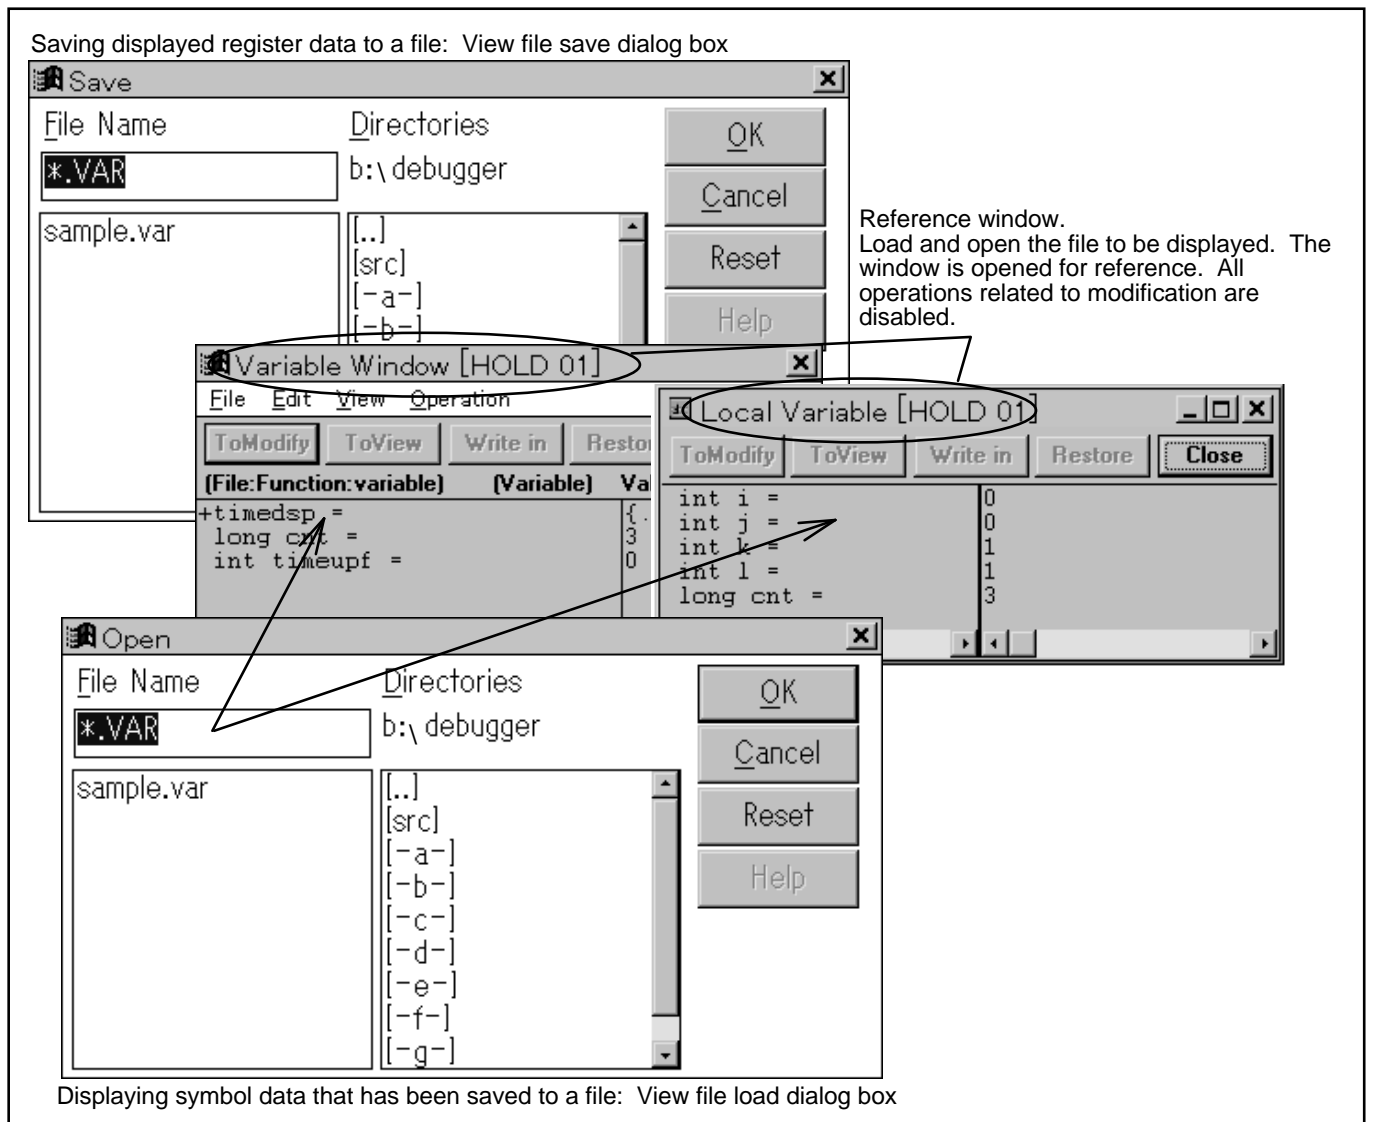 Saving displayed register data to a file:  View file save dialog box
Save
File Name
Directories
*.VAR
b:\debugger
sample.var
[..]
[src]
[-a-]
[-b-]
OK
Cancel
Reset
Help
Reference window.
Load and open the file to be displayed.  The
window is opened for reference.  All
operations related to modification are
disabled.
Variable Window [HOLD 01]
File Edit View Operation
ToModify ToView Write in Restor
(File:Function:variable) (Variable) Val
+timedsp = {.
long cnt = 3
int timeupf = 0
Local Variable [HOLD 01]
ToModify ToView Write in Restore Close
int i = 0
int j = 0
int k = 1
int l = 1
long cnt = 3
Open
File Name
Directories
*.VAR
b:\debugger
sample.var
[..]
[src]
[-a-]
[-b-]
[-c-]
[-d-]
[-e-]
[-f-]
[-g-]
OK
Cancel
Reset
Help
Displaying symbol data that has been saved to a file:  View file load dialog box